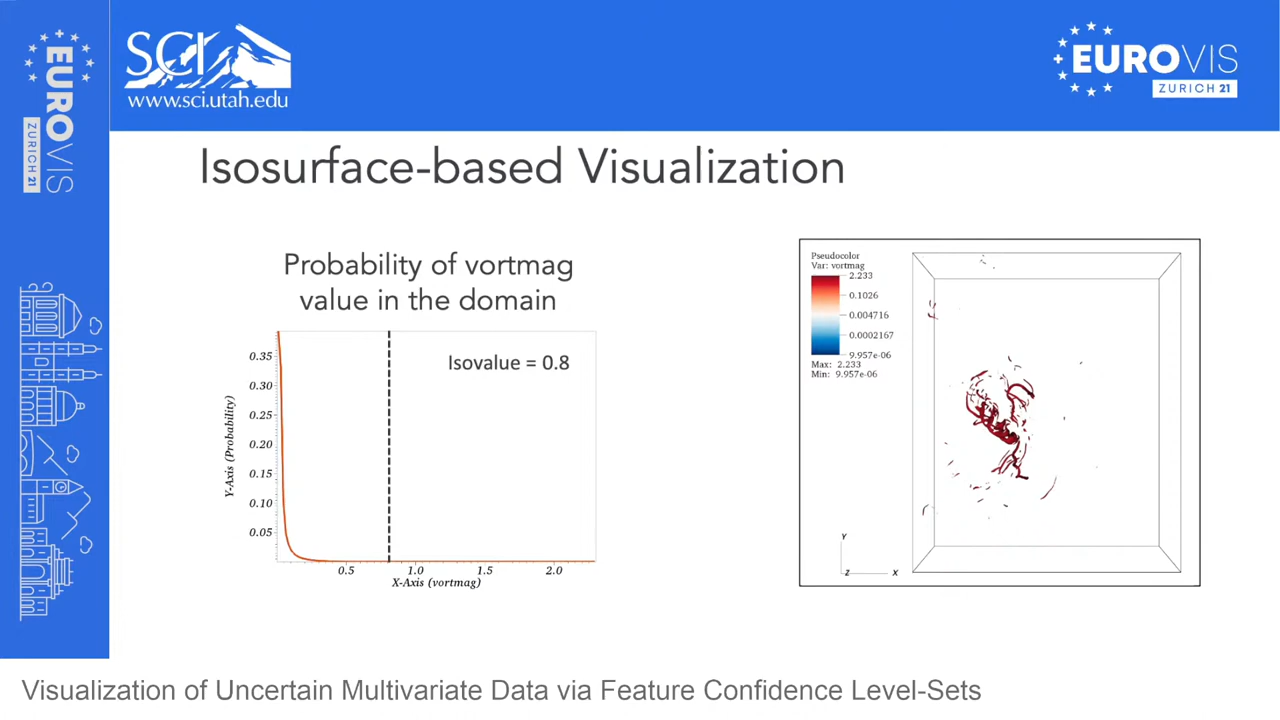 EUROVIS
ZURICH 21
SCI
www.sci.utah.edu
EUROVIS
ZURICH 21
Isosurface-based Visualization
Probability of vortmag
value in the domain
Isovalue = 0.8
0.35
0.30
0.25
0.20
0.15
0.10
0.05
Y-Axis (Probability)
0.5 1.0 1.5 2.0
X-Axis (vortmag)
Pseudocolor
Var: vortmag
2.233
0.1026
0.004716
0.0002167
9.957e-06
Max: 2.233
Min: 9.957e-06
Y
Z X
Visualization of Uncertain Multivariate Data via Feature Confidence Level-Sets